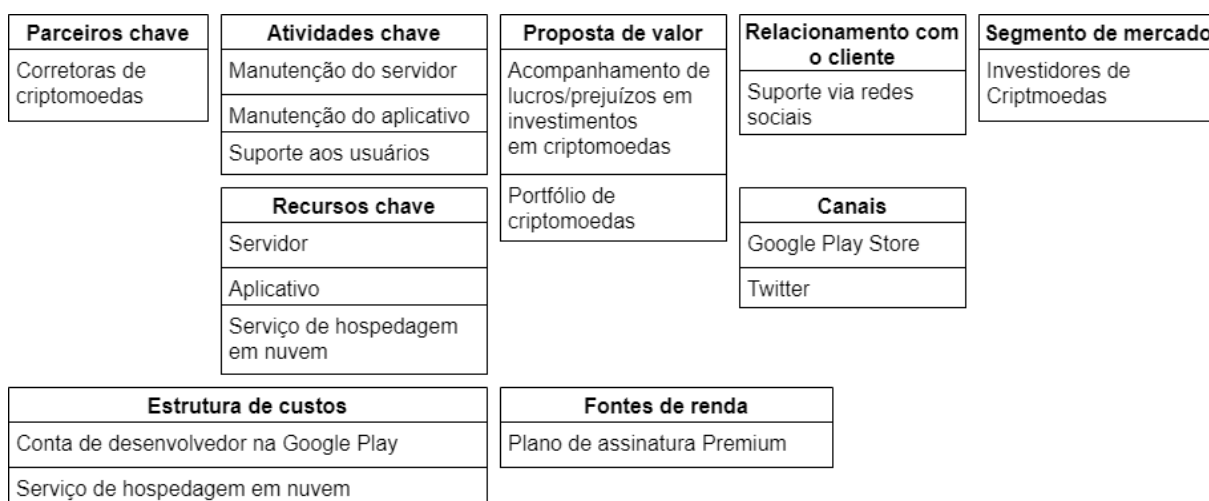 Parceiros chave
Corretoras de
criptomoedas
Atividades chave
Manutenção do servidor
Manutenção do aplicativo
Suporte aos usuários
Recursos chave
Servidor
Aplicativo
Serviço de hospedagem
em nuvem
Proposta de valor
Acompanhamento de
lucros/prejuízos em
investimentos
em criptomoedas
Portfólio de
criptomoedas
Relacionamento com
o cliente
Suporte via redes
sociais
Canais
Google Play Store
Twitter
Segmento de mercado
Investidores de
Criptmoedas
Estrutura de custos
Conta de desenvolvedor na Google Play
Serviço de hospedagem em nuvem
Fontes de renda
Plano de assinatura Premium